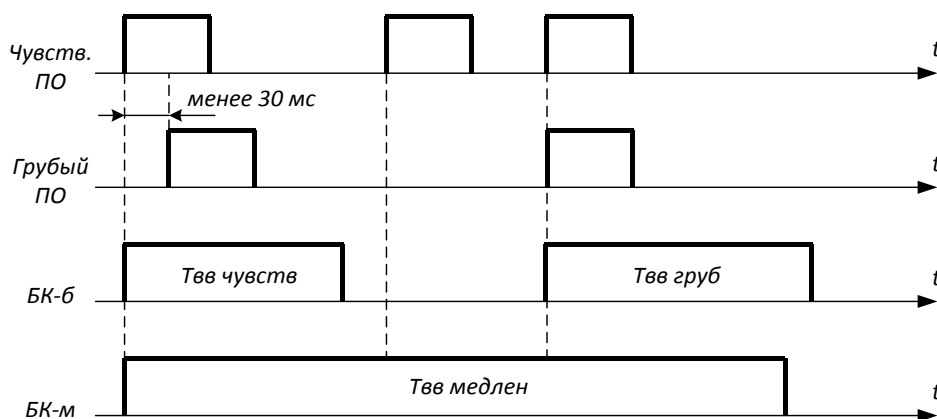 Чувств.
ПО
t
менее 30 мс
Грубый
ПО
t
БК-б
Твв чувств
Твв груб
t
БК-м
Твв медлен
t